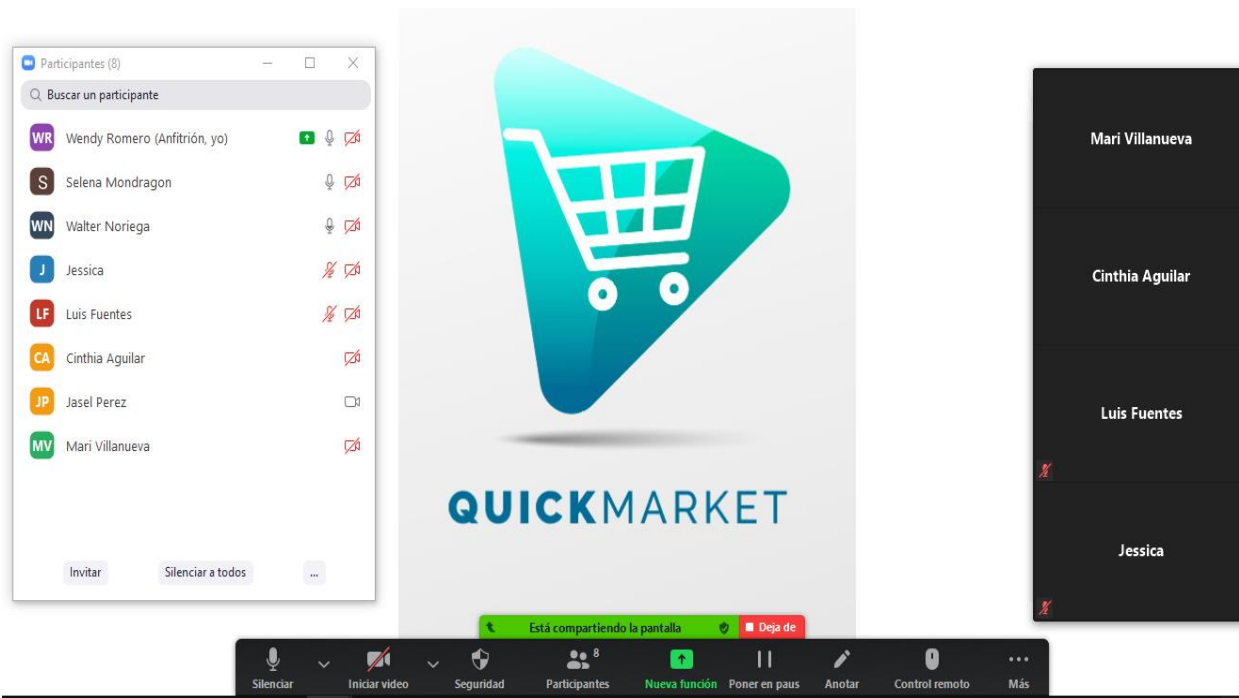 Participantes (8)
Buscar un participante
WR Wendy Romero (Anfitrión, yo)
S Selena Mondragon
WN Walter Noriega
J Jessica
LF Luis Fuentes
CA Cinthia Aguilar
JP Jasel Perez
MV Mari Villanueva
Invitar Silenciar a todos ...
QUICKMARKET
Mari Villanueva
Cinthia Aguilar
Luis Fuentes
Jessica
Está compartiendo la pantalla Deja de
8
Silenciar Iniciar video Seguridad Participantes Nueva función Poner en paus Anotar Control remoto Más